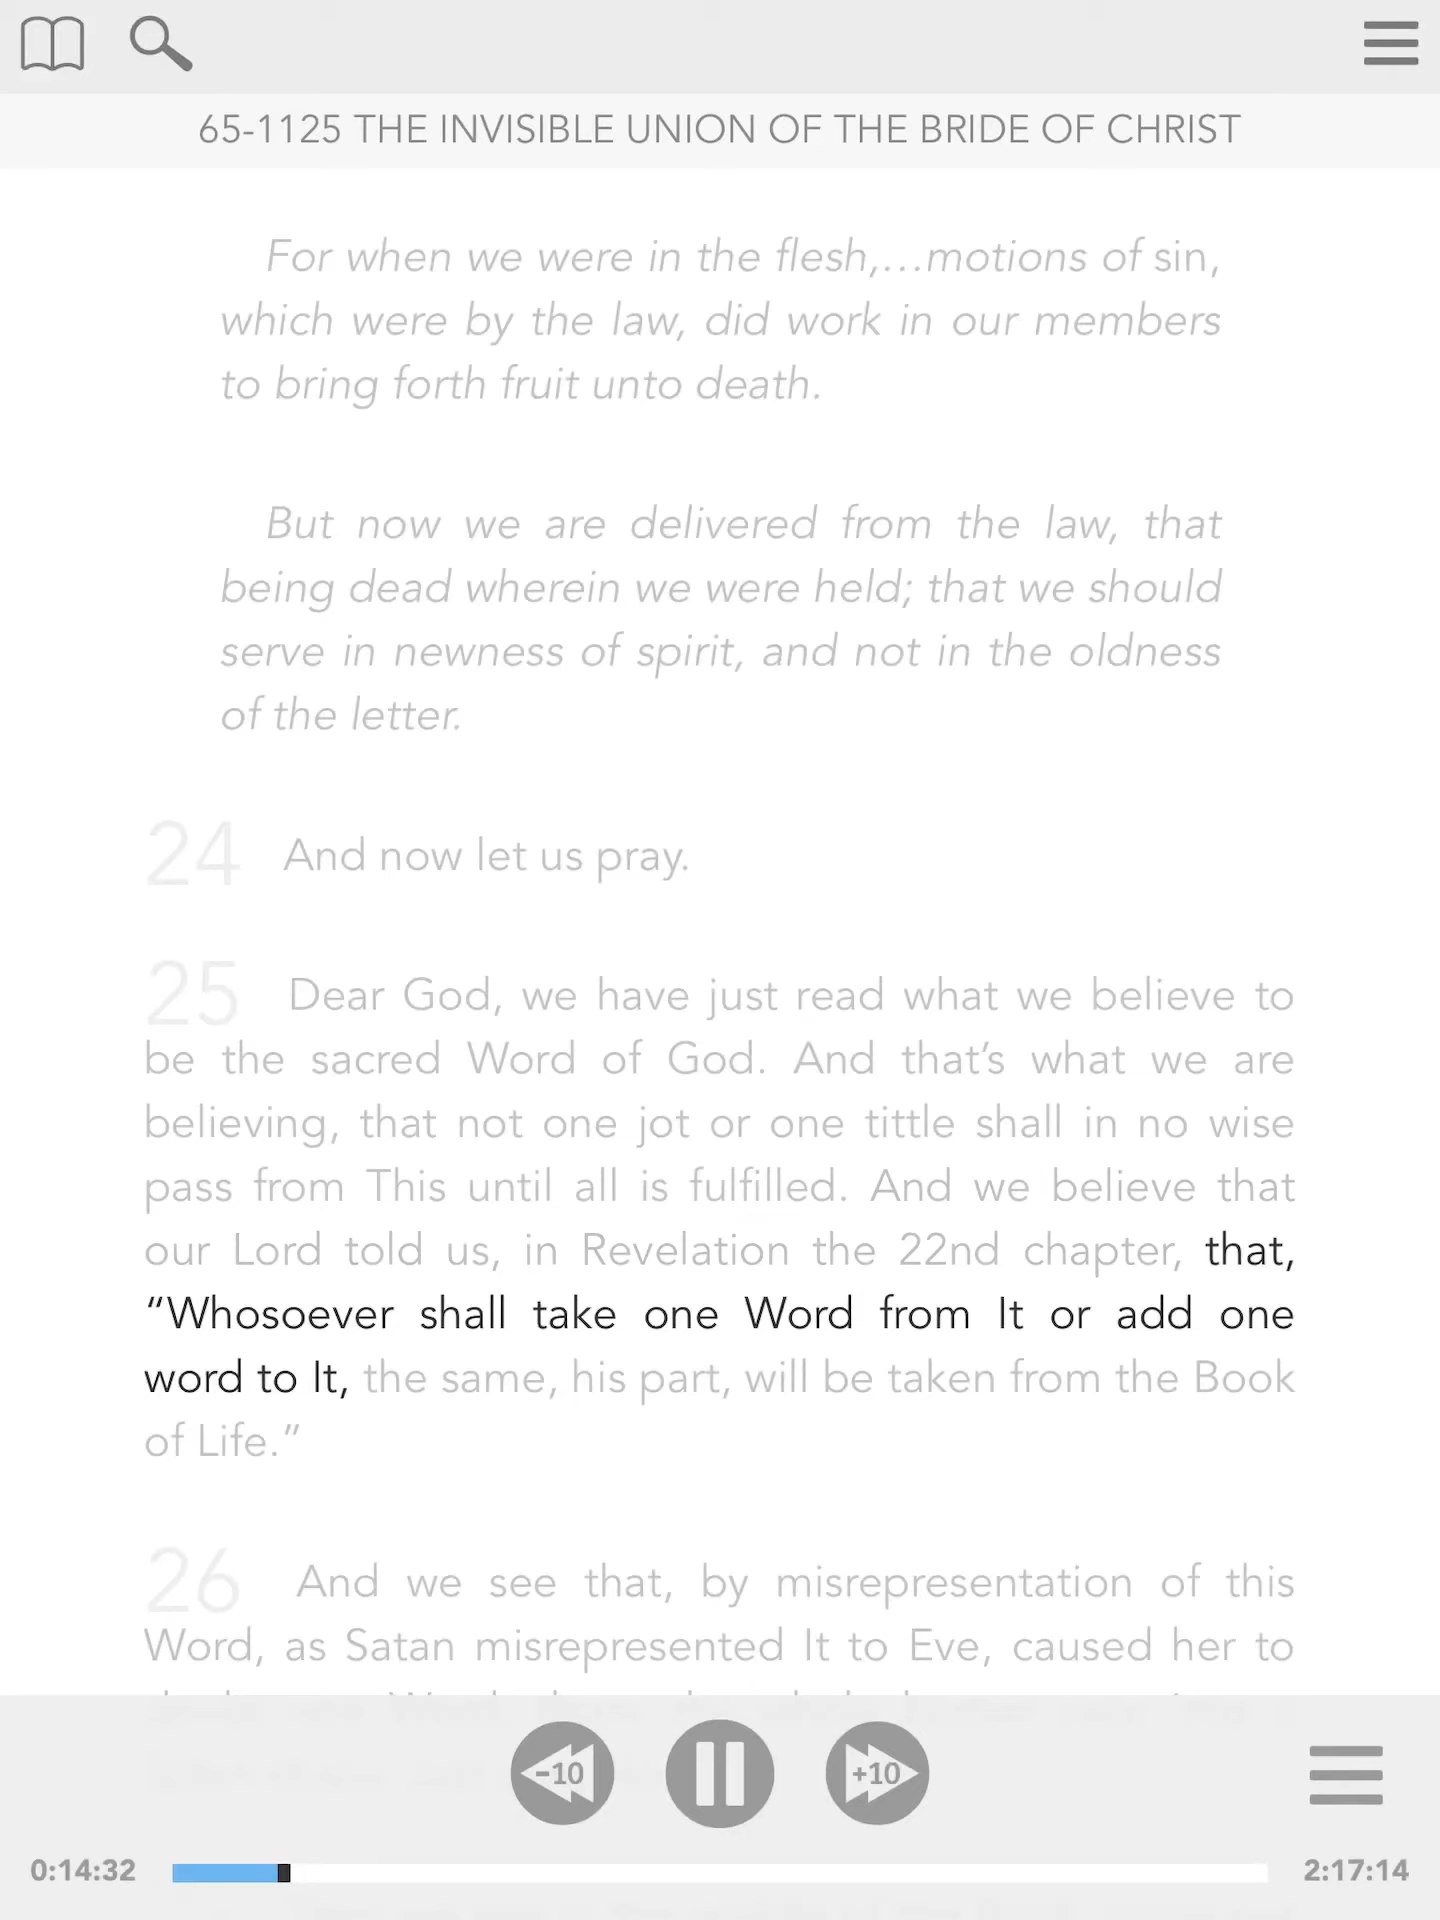 65-1125 THE INVISIBLE UNION OF THE BRIDE OF CHRIST
For when we were in the flesh,…motions of sin,
which were by the law, did work in our members
to bring forth fruit unto death.
But now we are delivered from the law, that
being dead wherein we were held; that we should
serve in newness of spirit, and not in the oldness
of the letter.
24 And now let us pray.
25 Dear God, we have just read what we believe to
be the sacred Word of God. And that’s what we are
believing, that not one jot or one tittle shall in no wise
pass from This until all is fulfilled. And we believe that
our Lord told us, in Revelation the 22nd chapter, that,
“Whosoever shall take one Word from It or add one
word to It, the same, his part, will be taken from the Book
of Life.”
26 And we see that, by misrepresentation of this
Word, as Satan misrepresented It to Eve, caused her to
-10 +10
0:14:32 2:17:14